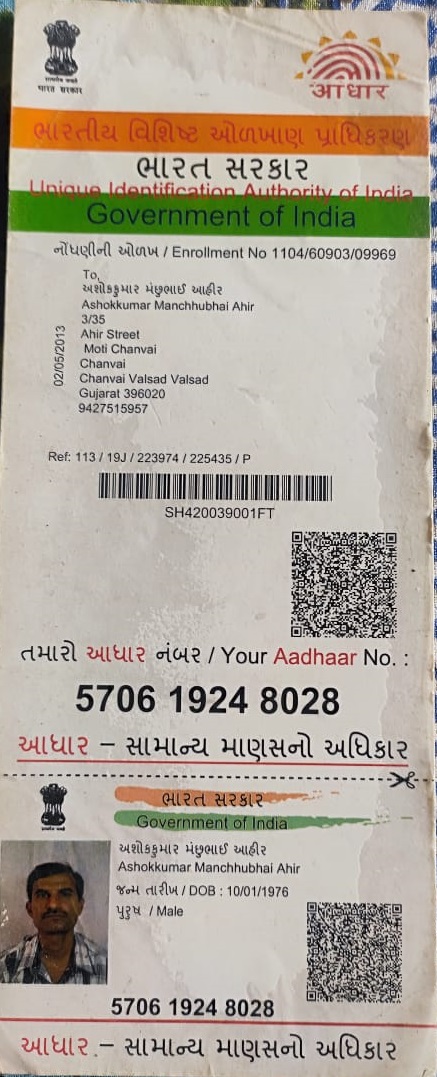 भारत सरकार
આધાર
ભારતીય વિશિષ્ટ ઓળખાણ પ્રાધિકરણ
ભારત સરકાર
Unique Identification Authority of India
Government of India
નોંધણીની ઓળખ / Enrollment No 1104/60903/09969
To,
અશોકકુમાર મંછુભાઈ આહીર
Ashokkumar Manchhubhai Ahir
3/35
Ahir Street
Moti Chanvai
Chanvai
Chanvai Valsad Valsad
Gujarat 396020
9427515957
02/05/2013
Ref: 113 / 19J / 223974 / 225435 / P
SH420039001FT
તમારો આધાર નંબર / Your Aadhaar No. :
5706 1924 8028
આધાર – સામાન્ય માણસનો અધિકાર
ભારત સરકાર
Government of India
અશોકકુમાર મંછુભાઈ આહીર
Ashokkumar Manchhubhai Ahir
જન્મ તારીખ / DOB : 10/01/1976
પુરુષ / Male
5706 1924 8028
આધાર – સામાન્ય માણસનો અધિકાર